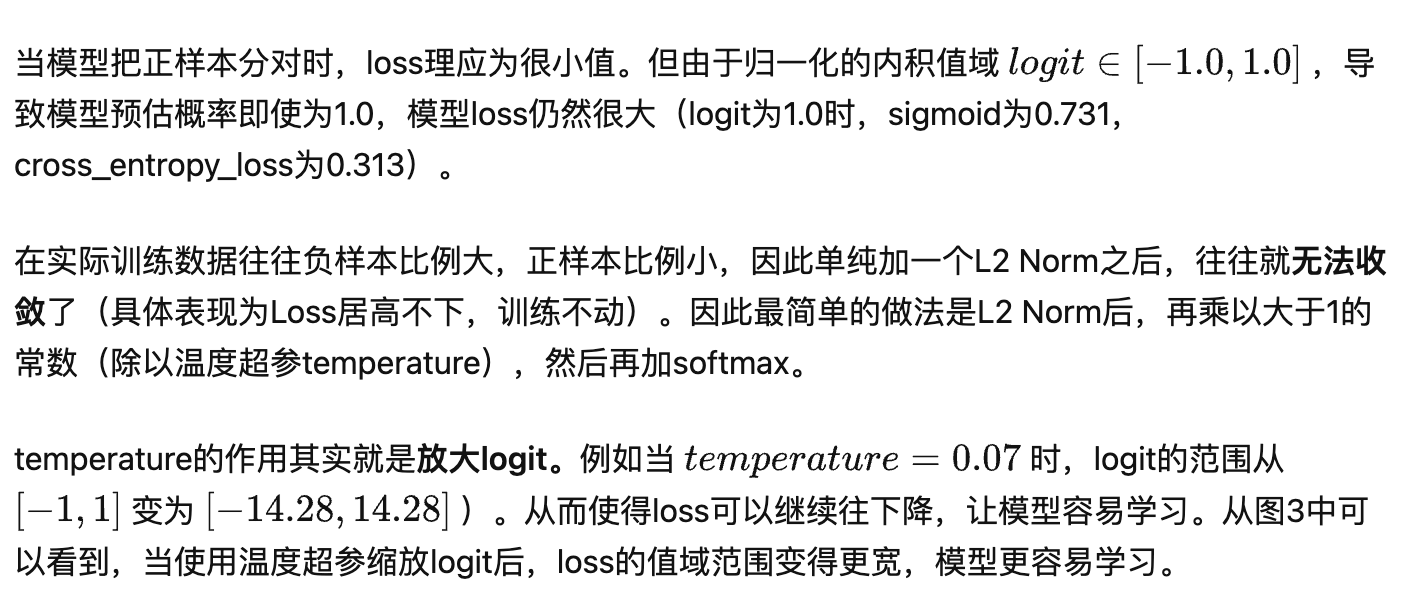 当模型把正样本分对时，loss理应为很小值。但由于归一化的内积值域 logit ∈ [−1.0, 1.0] ，导
致模型预估概率即使为1.0，模型loss仍然很大（logit为1.0时，sigmoid为0.731,
cross_entropy_loss为0.313）。
在实际训练数据往往负样本比例大，正样本比例小，因此单纯加一个L2 Norm之后，往往就无法收
敛了（具体表现为Loss居高不下，训练不动）。因此最简单的做法是L2 Norm后，再乘以大于1的
常数（除以温度超参temperature），然后再加softmax。
temperature的作用其实就是放大logit。例如当 temperature = 0.07 时，logit的范围从
[−1, 1] 变为 [−14.28, 14.28] ）。从而使得loss可以继续往下降，让模型容易学习。从图3中可
以看到，当使用温度超参缩放logit后，loss的值域范围变得更宽，模型更容易学习。